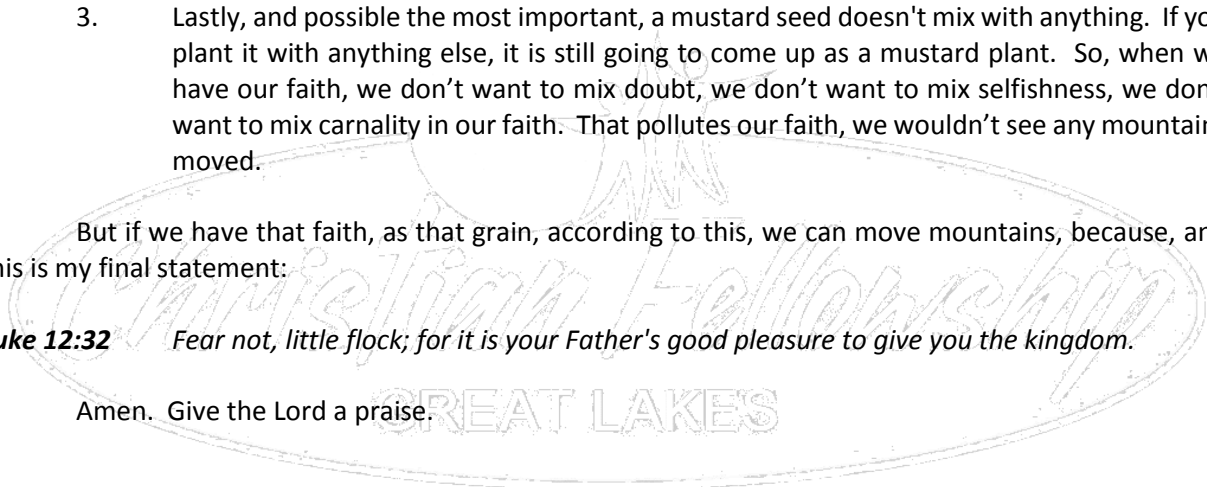 3. Lastly, and possible the most important, a mustard seed doesn't mix with anything. If yo
plant it with anything else, it is still going to come up as a mustard plant. So, when w
have our faith, we don’t want to mix doubt, we don’t want to mix selfishness, we don
want to mix carnality in our faith. That pollutes our faith, we wouldn’t see any mountain
moved.
But if we have that faith, as that grain, according to this, we can move mountains, because, an
his is my final statement:
uke 12:32 Fear not, little flock; for it is your Father's good pleasure to give you the kingdom.
Amen. Give the Lord a praise.
Christian Fellowship
GREAT LAKES